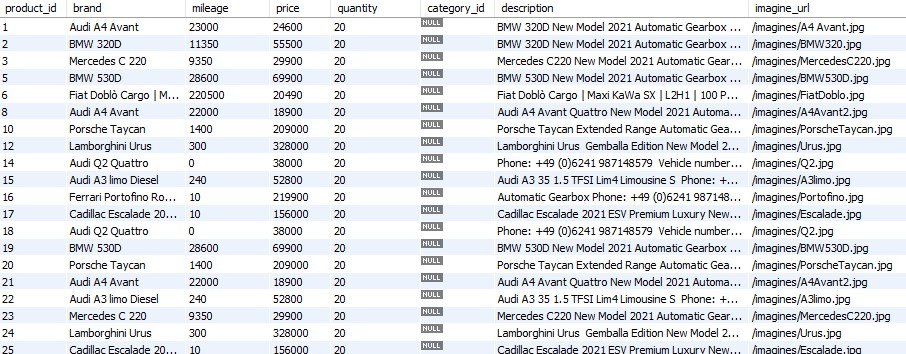 product_id brand mileage price quantity category_id description imagine_url
1 Audi A4 Avant 23000 24600 20 NULL BMW 320D New Model 2021 Automatic Gearbox ... /imagines/A4 Avant.jpg
2 BMW 320D 11350 55500 20 NULL BMW 320D New Model 2021 Automatic Gearbox ... /imagines/BMW320.jpg
3 Mercedes C 220 9350 29900 20 NULL Mercedes C220 New Model 2021 Automatic Gear... /imagines/MercedesC220.jpg
5 BMW 530D 28600 69900 20 NULL BMW 530D New Model 2021 Automatic Gearbox ... /imagines/BMW530D.jpg
6 Fiat Doblò Cargo | M... 220500 20490 20 NULL Fiat Doblò Cargo | Maxi KaWa SX | L2H1 | 100 P... /imagines/FiatDoblo.jpg
8 Audi A4 Avant 22000 18900 20 NULL Audi A4 Avant Quattro New Model 2021 Automa... /imagines/A4Avant2.jpg
10 Porsche Taycan 1400 209000 20 NULL Porsche Taycan Extended Range Automatic Gea... /imagines/PorscheTaycan.jpg
12 Lamborghini Urus 300 328000 20 NULL Lamborghini Urus Gemballa Edition New Model 2... /imagines/Urus.jpg
14 Audi Q2 Quattro 0 38000 20 NULL Phone: +49 (0)6241 987148579 Vehicle number... /imagines/Q2.jpg
15 Audi A3 limo Diesel 240 52800 20 NULL Audi A3 35 1.5 TFSI Lim4 Limousine S Phone: +... /imagines/A3limo.jpg
16 Ferrari Portofino Ro... 10 219900 20 NULL Automatic Gearbox Phone: +49 (0)6241 987148... /imagines/Portofino.jpg
17 Cadillac Escalade 20... 10 156000 20 NULL Cadillac Escalade 2021 ESV Premium Luxury New... /imagines/Escalade.jpg
18 Audi Q2 Quattro 0 38000 20 NULL Phone: +49 (0)6241 987148579 Vehicle number... /imagines/Q2.jpg
19 BMW 530D 28600 69900 20 NULL BMW 530D New Model 2021 Automatic Gearbox ... /imagines/BMW530D.jpg
20 Porsche Taycan 1400 209000 20 NULL Porsche Taycan Extended Range Automatic Gea... /imagines/PorscheTaycan.jpg
21 Audi A4 Avant 22000 18900 20 NULL Audi A4 Avant Quattro New Model 2021 Automa... /imagines/A4Avant2.jpg
22 Audi A3 limo Diesel 240 52800 20 NULL Audi A3 35 1.5 TFSI Lim4 Limousine S Phone: +... /imagines/A3limo.jpg
23 Mercedes C 220 9350 29900 20 NULL Mercedes C220 New Model 2021 Automatic Gear... /imagines/MercedesC220.jpg
24 Lamborghini Urus 300 328000 20 NULL Lamborghini Urus Gemballa Edition New Model 2... /imagines/Urus.jpg
25 Cadillac Escalade 20... 10 156000 20 NULL Cadillac Escalade 2021 ESV Premium Luxury New... /imagines/Escalade.jpg